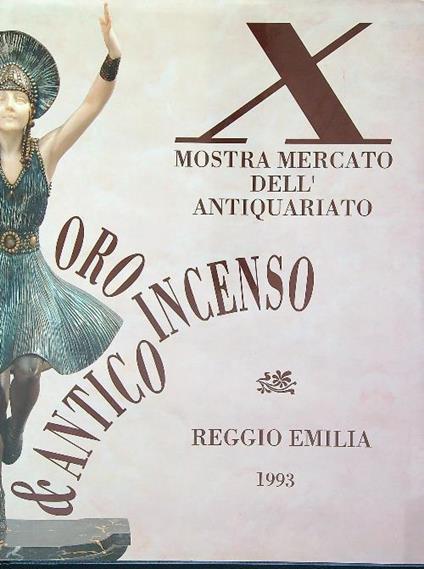 X
MOSTRA MERCATO
DELL'
ANTIQUARIATO
ORO
INCENSO
& ANTICO
REGGIO EMILIA
1993